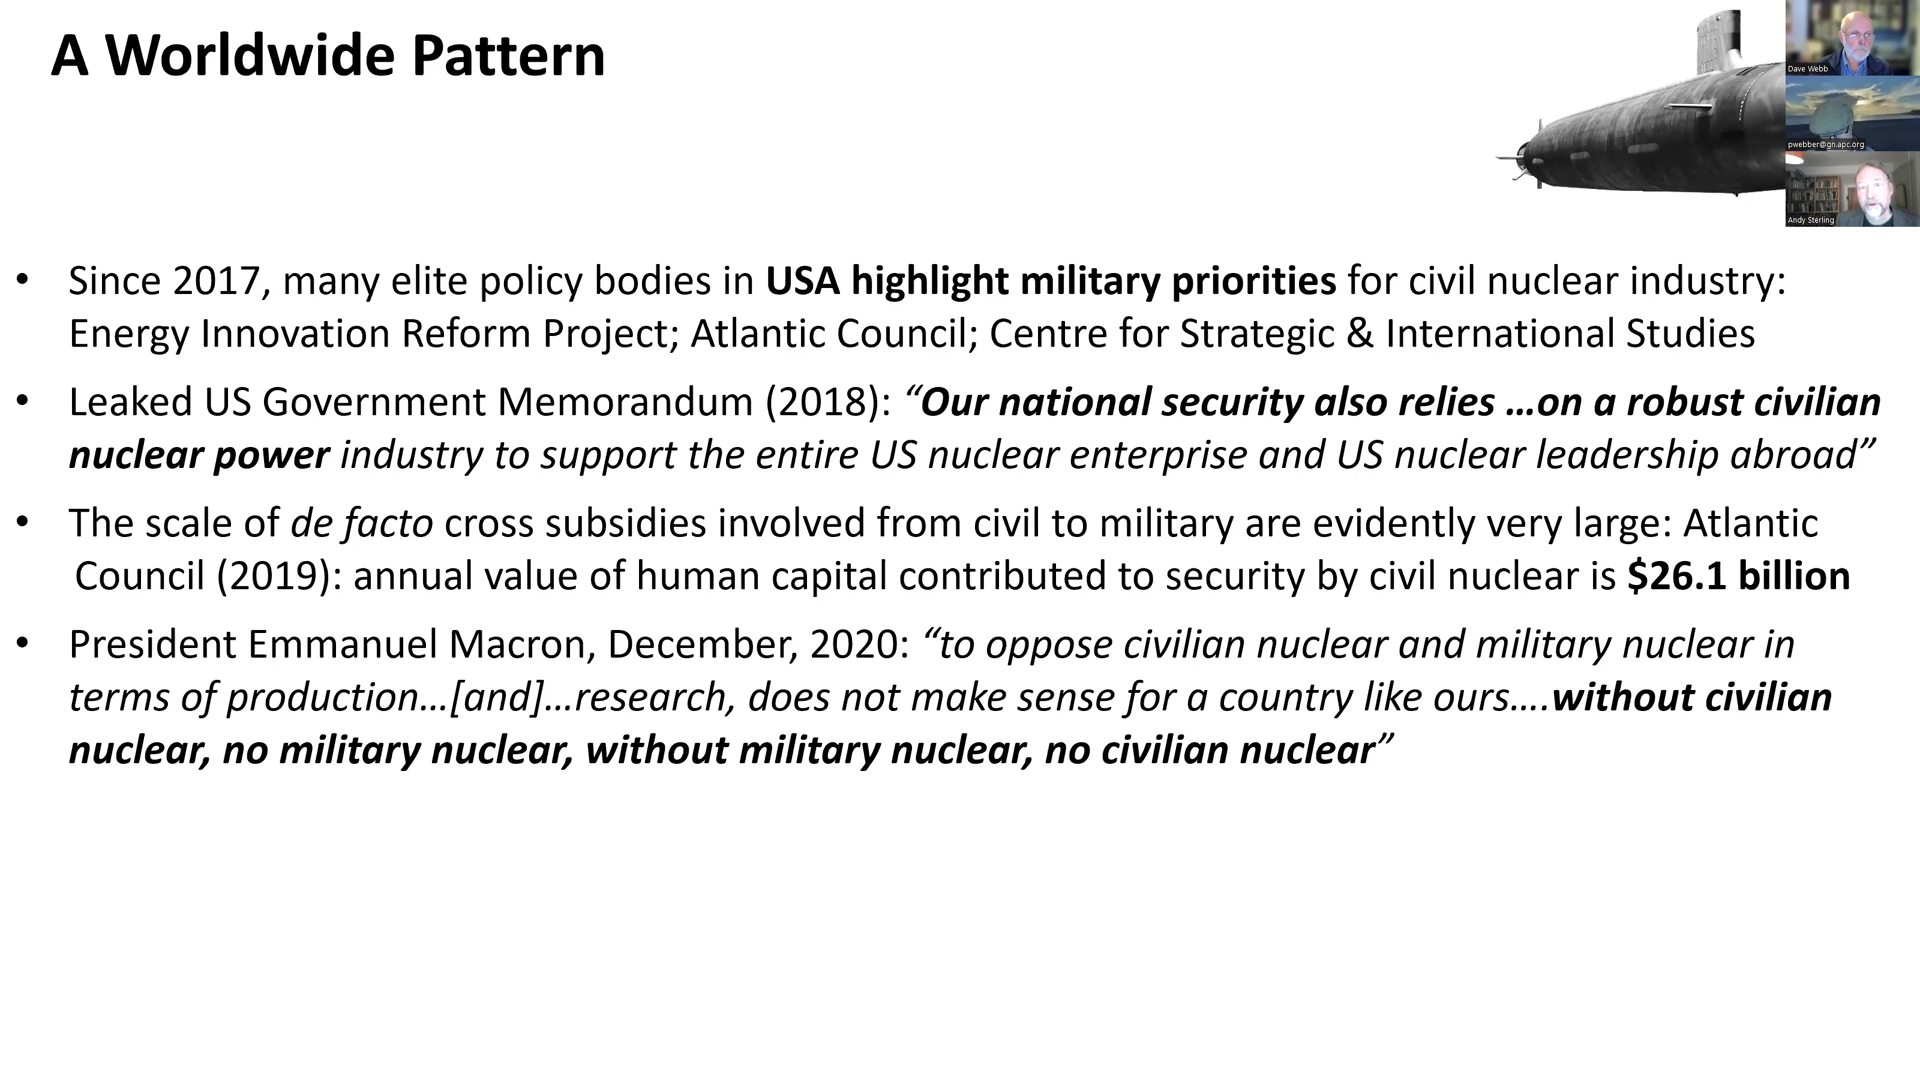 A Worldwide Pattern
Dave Webb
pwebber@gn.apc.org
Andy Sterling
• Since 2017, many elite policy bodies in USA highlight military priorities for civil nuclear industry:
Energy Innovation Reform Project; Atlantic Council; Centre for Strategic & International Studies
• Leaked US Government Memorandum (2018): “Our national security also relies …on a robust civilian
nuclear power industry to support the entire US nuclear enterprise and US nuclear leadership abroad”
• The scale of de facto cross subsidies involved from civil to military are evidently very large: Atlantic
Council (2019): annual value of human capital contributed to security by civil nuclear is $26.1 billion
• President Emmanuel Macron, December, 2020: “to oppose civilian nuclear and military nuclear in
terms of production…[and]…research, does not make sense for a country like ours….without civilian
nuclear, no military nuclear, without military nuclear, no civilian nuclear”